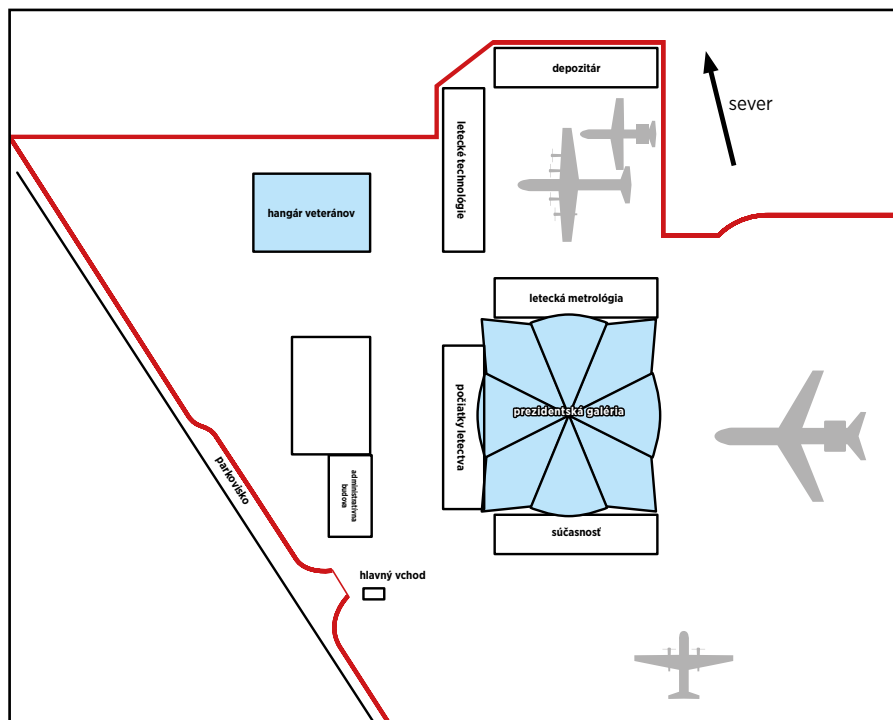 depozitár
sever
letecké technológie
hangár veteránov
letecká metrológia
počiatky letectva
prezidentská galéria
parkovisko
administratívna
budova
súčasnosť
hlavný vchod